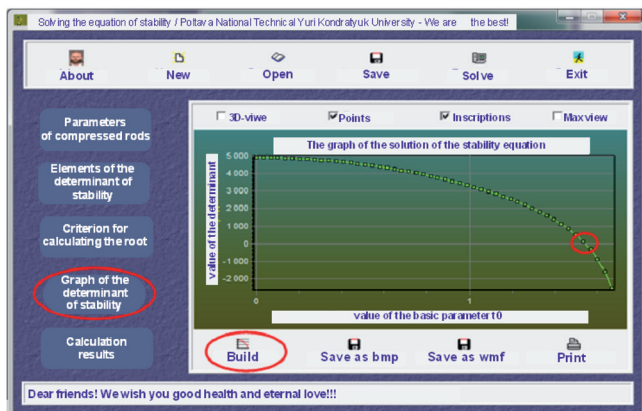 Solving the equation of stability / Poltava National Technical Yuri Kondratyuk University - We are the best!
About New Open Save Solve Exit
Parameters
of compressed rods
Elements of the
determinant of
stability
Criterion for
calculating the root
Graph of the
determinant
of stability
Calculation
results
3D-viwe Points Inscriptions Max view
The graph of the solution of the stability equation
value of the determinant
5 000
4 000
3 000
2 000
1 000
0
-1 000
-2 000
0 1
value of the basic parameter t0
Build Save as bmp Save as wmf Print
Dear friends! We wish you good health and eternal love!!!